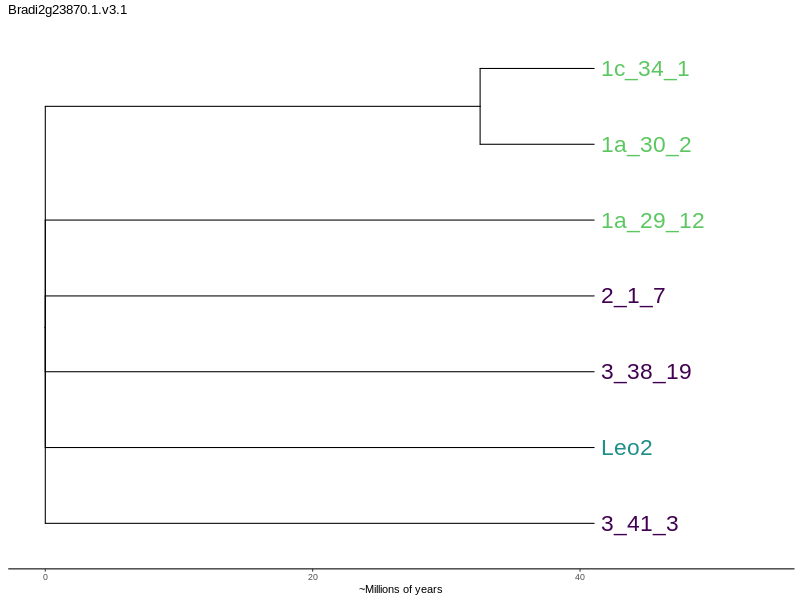 Bradi2g23870.1.v3.1
1c_34_1
1a_30_2
1a_29_12
2_1_7
3_38_19
Leo2
3_41_3
0 20 40
~Millions of years